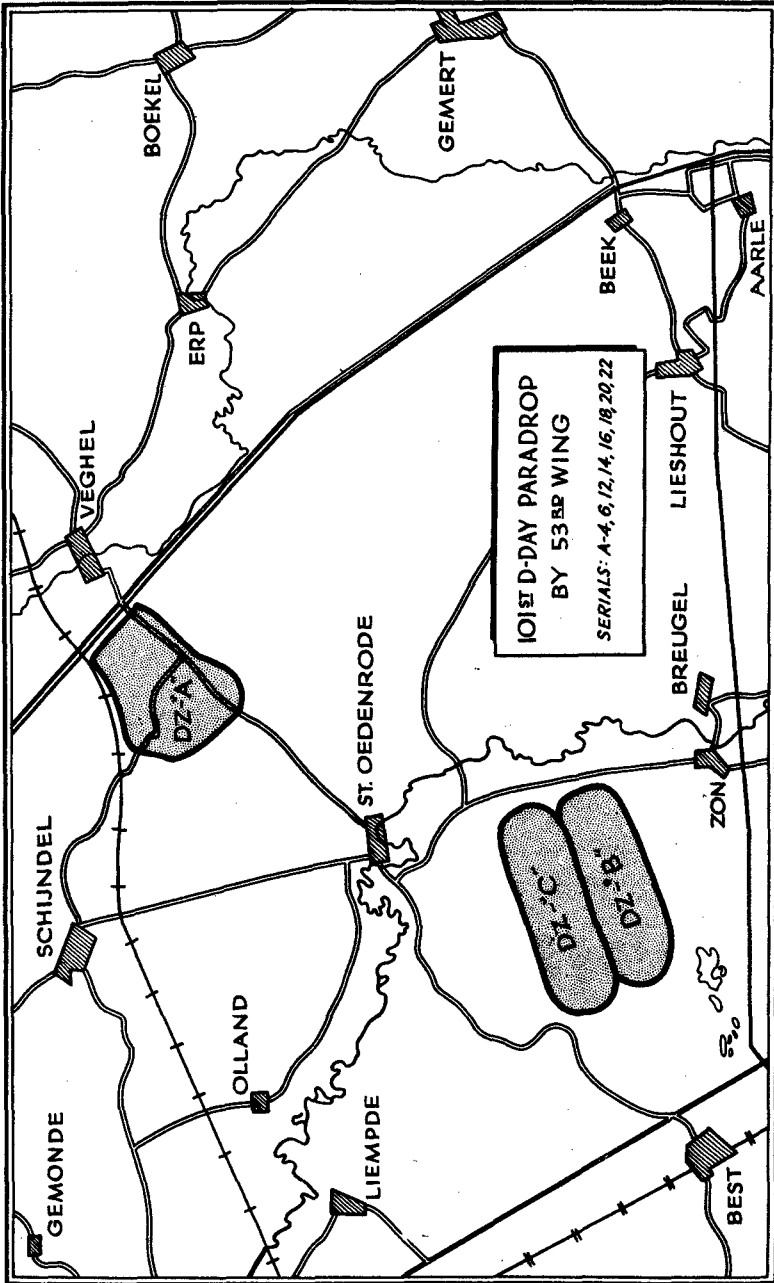 GEMONDE
SCHIJNDEL
VEGHEL
BOEKEL
ERP
DZ-"A"
OLLAND
LIEMPDE
ST. OEDENRODE
GEMERT
101ST D-DAY PARADROP
BY 53RD WING
SERIALS: A-4, 6, 12, 14, 16, 18, 20, 22
DZ-"C"
DZ-"B"
BEEK
BEST
ZON
BREUGEL
LIESHOUT
AARLE